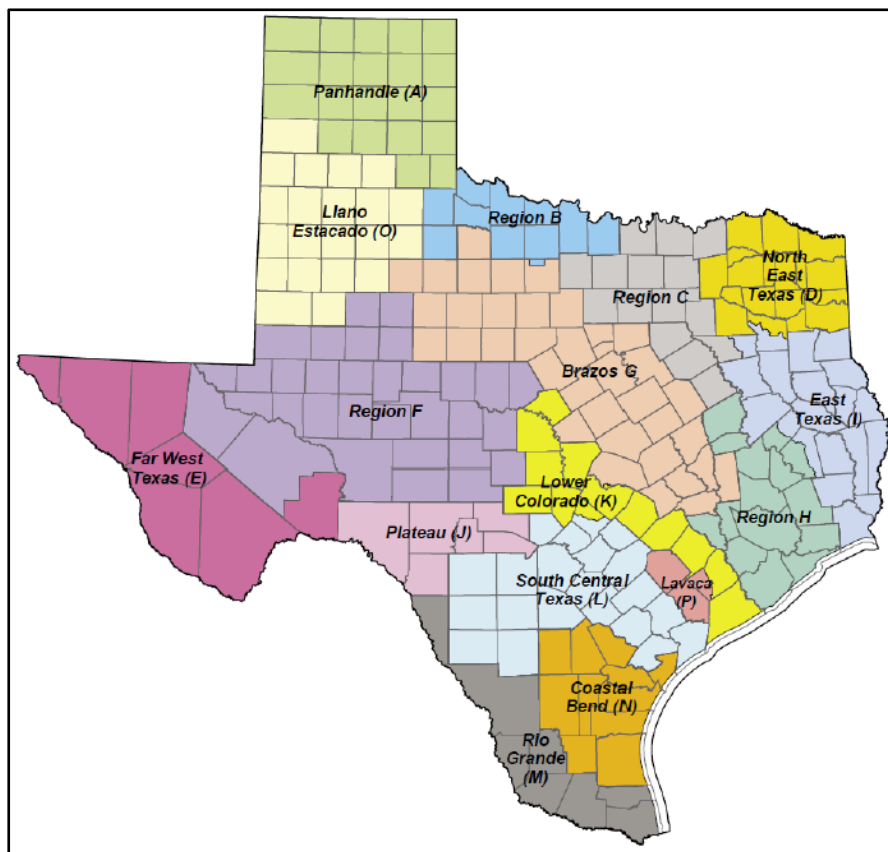 Panhandle (A)
Llano
Estacado (O)
Region B
North
East
Texas (D)
Region C
Brazos G
East
Texas (I)
Region F
Far West
Texas (E)
Lower
Colorado (K)
Region H
Plateau (J)
South Central
Texas (L)
Lavaca
(P)
Coastal
Bend (N)
Rio
Grande
(M)